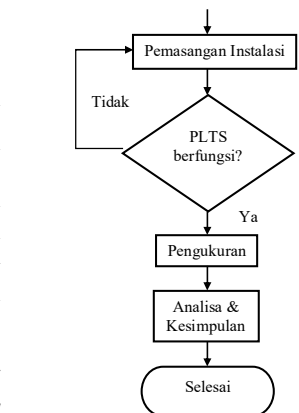 Pemasangan Instalasi
Tidak
PLTS
berfungsi?
Ya
Pengukuran
Analisa &
Kesimpulan
Selesai